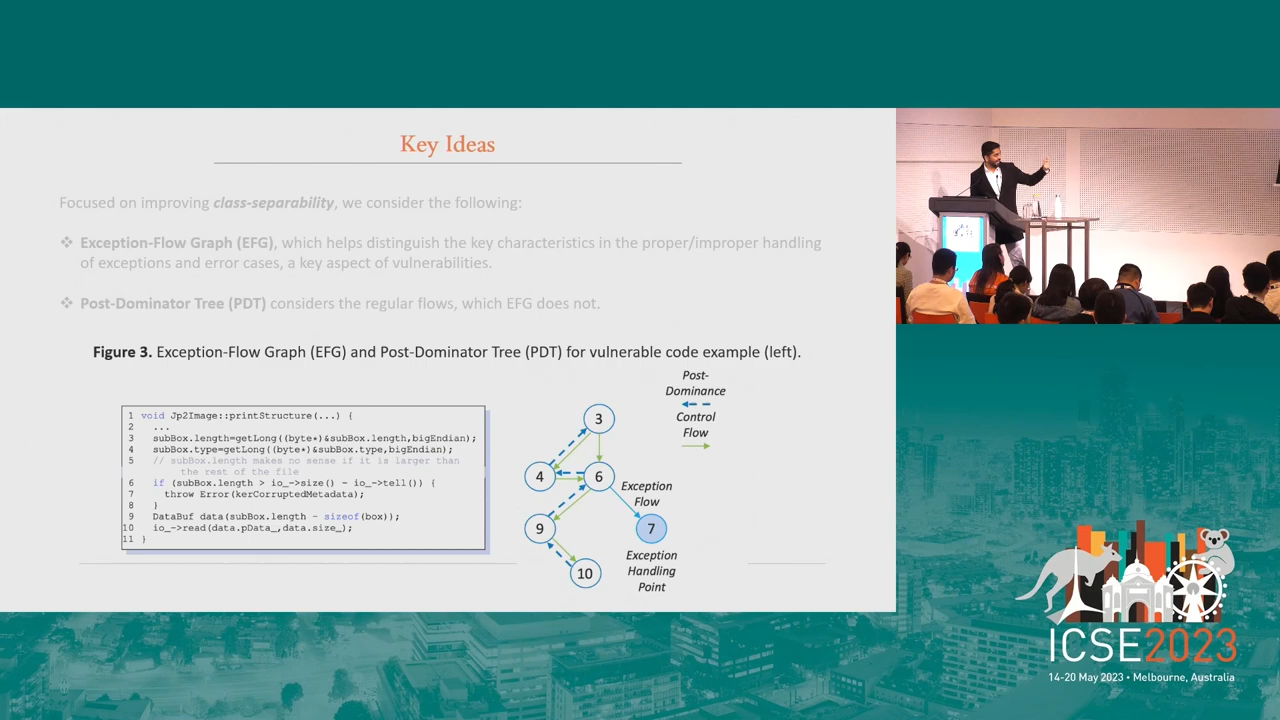 Key Ideas
Focused on improving class-separability, we consider the following:
❖ Exception-Flow Graph (EFG), which helps distinguish the key characteristics in the proper/improper handling
of exceptions and error cases, a key aspect of vulnerabilities.
❖ Post-Dominator Tree (PDT) considers the regular flows, which EFG does not.
Figure 3. Exception-Flow Graph (EFG) and Post-Dominator Tree (PDT) for vulnerable code example (left).
1 void Jp2Image::printStructure(...) {
2 ...
3 subBox.length=getLong((byte*)&subBox.length,bigEndian);
4 subBox.type=getLong((byte*)&subBox.type,bigEndian);
5 // subBox.length makes no sense if it is larger than
the rest of the file
6 if (subBox.length > io_->size() - io_->tell()) {
7 throw Error(kerCorruptedMetadata);
8 }
9 DataBuf data(subBox.length - sizeof(box));
10 io_->read(data.pData_,data.size_);
11 }
Post-
Dominance
Control
Flow
3
4
6
Exception
Flow
9
7
10
Exception
Handling
Point
ICSE2023
14-20 May 2023 • Melbourne, Australia